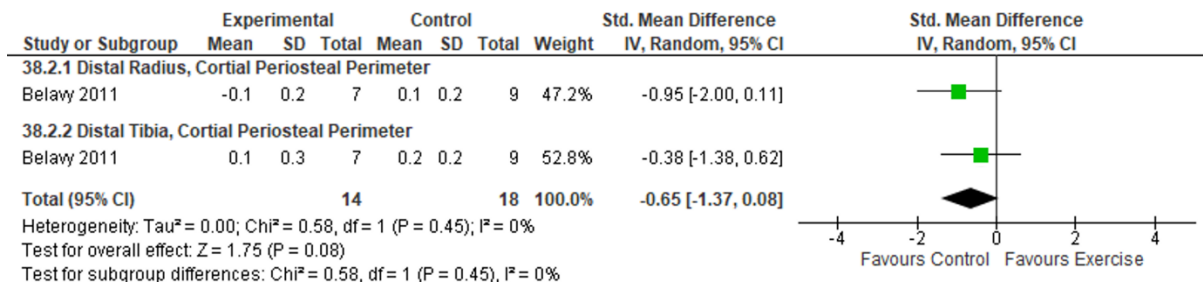 Experimental Control Std. Mean Difference Std. Mean Difference
Study or Subgroup Mean SD Total Mean SD Total Weight IV, Random, 95% CI IV, Random, 95% CI
38.2.1 Distal Radius, Cortial Periosteal Perimeter
Belavy 2011 -0.1 0.2 7 0.1 0.2 9 47.2% -0.95 [-2.00, 0.11]
38.2.2 Distal Tibia, Cortial Periosteal Perimeter
Belavy 2011 0.1 0.3 7 0.2 0.2 9 52.8% -0.38 [-1.38, 0.62]
Total (95% CI) 14 18 100.0% -0.65 [-1.37, 0.08]
Heterogeneity: Tau² = 0.00; Chi² = 0.58, df = 1 (P = 0.45); I² = 0%
Test for overall effect: Z = 1.75 (P = 0.08)
Test for subgroup differences: Chi² = 0.58, df = 1 (P = 0.45), I² = 0%
-4 -2 0 2 4
Favours Control Favours Exercise